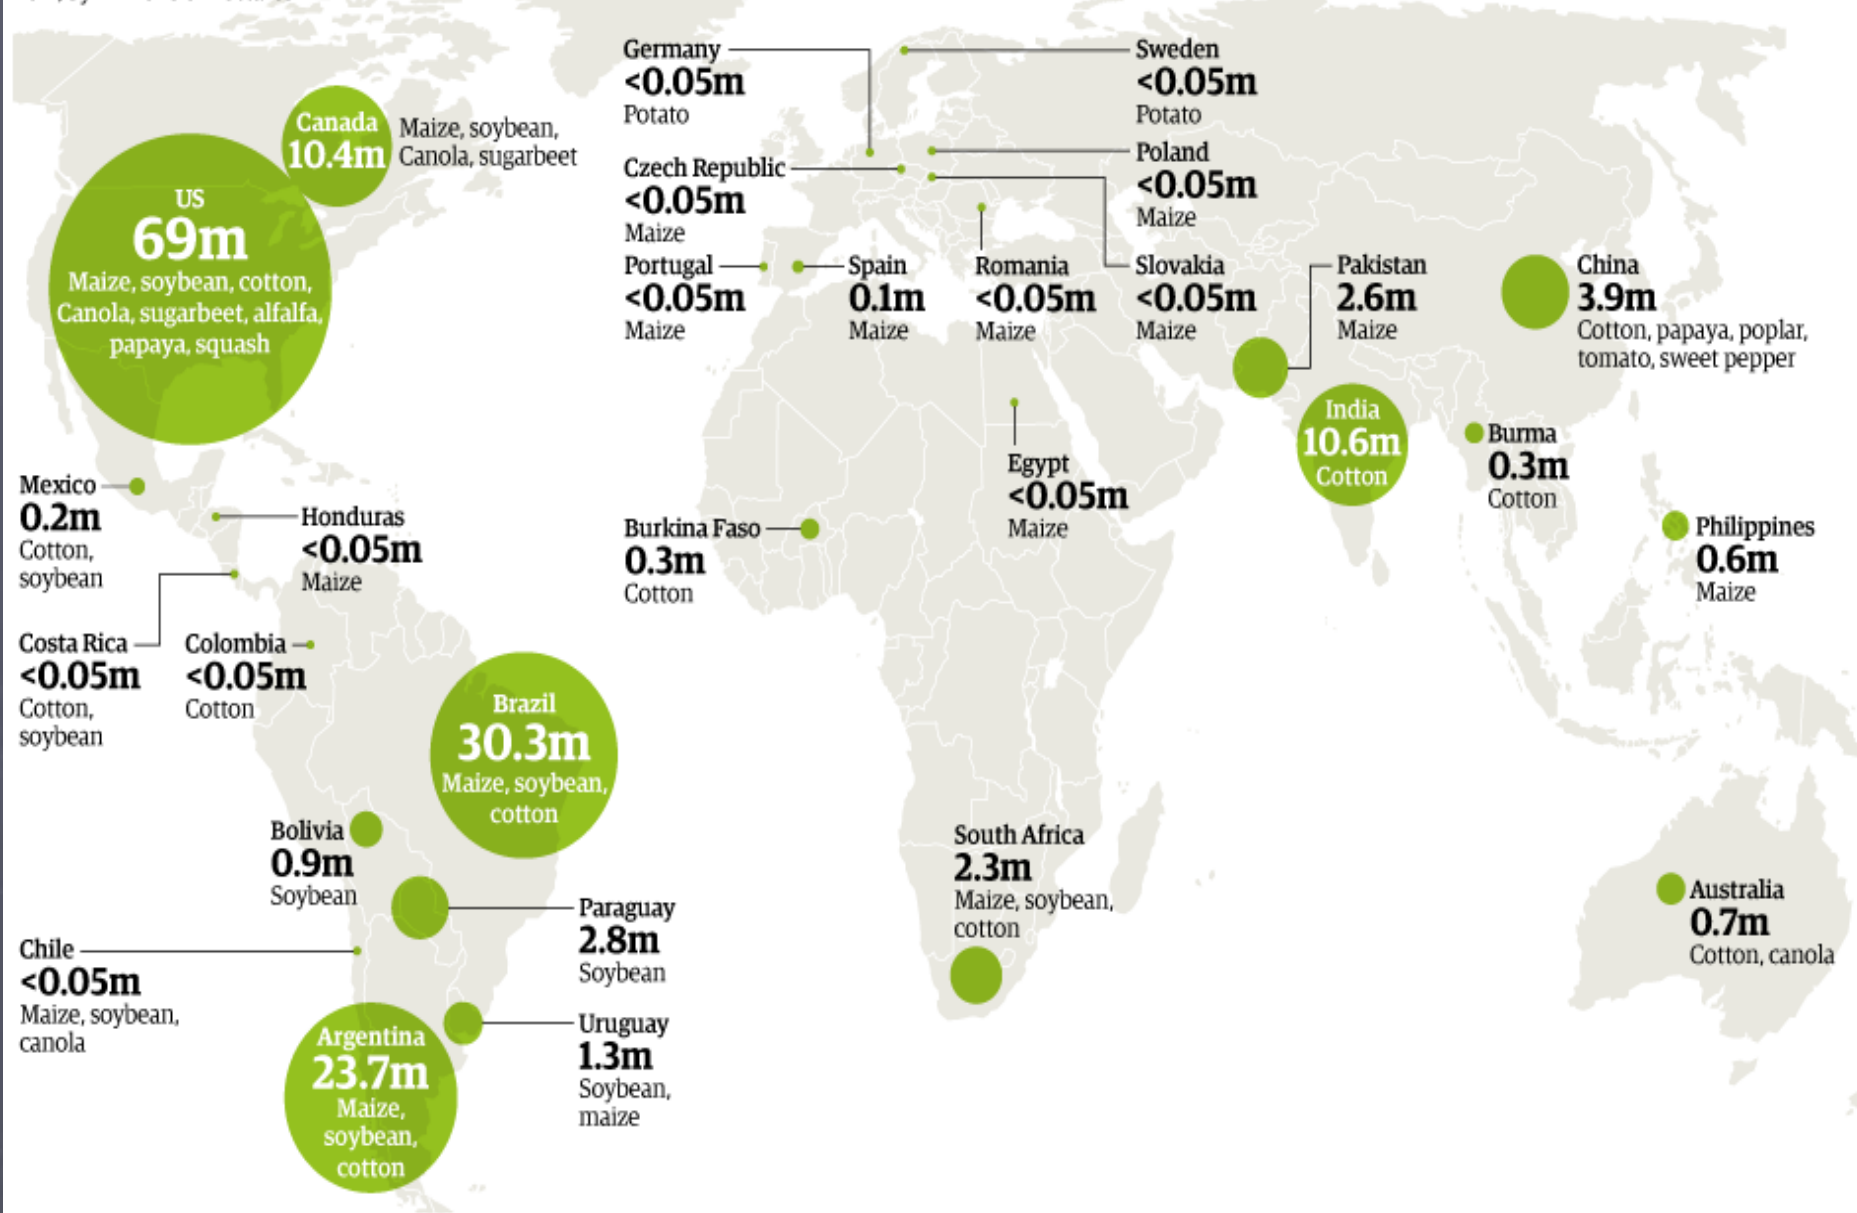 Germany
<0.05m
Potato
Sweden
<0.05m
Potato
Canada
10.4m
Maize, soybean,
Canola, sugarbeet
Czech Republic
<0.05m
Maize
Poland
<0.05m
Maize
US
69m
Maize, soybean, cotton,
Canola, sugarbeet, alfalfa,
papaya, squash
Portugal
<0.05m
Maize
Spain
0.1m
Maize
Romania
<0.05m
Maize
Slovakia
<0.05m
Maize
Pakistan
2.6m
Maize
China
3.9m
Cotton, papaya, poplar,
tomato, sweet pepper
India
10.6m
Cotton
Burma
0.3m
Cotton
Egypt
<0.05m
Maize
Mexico
0.2m
Cotton,
soybean
Honduras
<0.05m
Maize
Burkina Faso
0.3m
Cotton
Philippines
0.6m
Maize
Costa Rica
<0.05m
Cotton,
soybean
Colombia
<0.05m
Cotton
Brazil
30.3m
Maize, soybean,
cotton
Bolivia
0.9m
Soybean
South Africa
2.3m
Maize, soybean,
cotton
Australia
0.7m
Cotton, canola
Paraguay
2.8m
Soybean
Chile
<0.05m
Maize, soybean,
canola
Uruguay
1.3m
Soybean,
maize
Argentina
23.7m
Maize,
soybean,
cotton